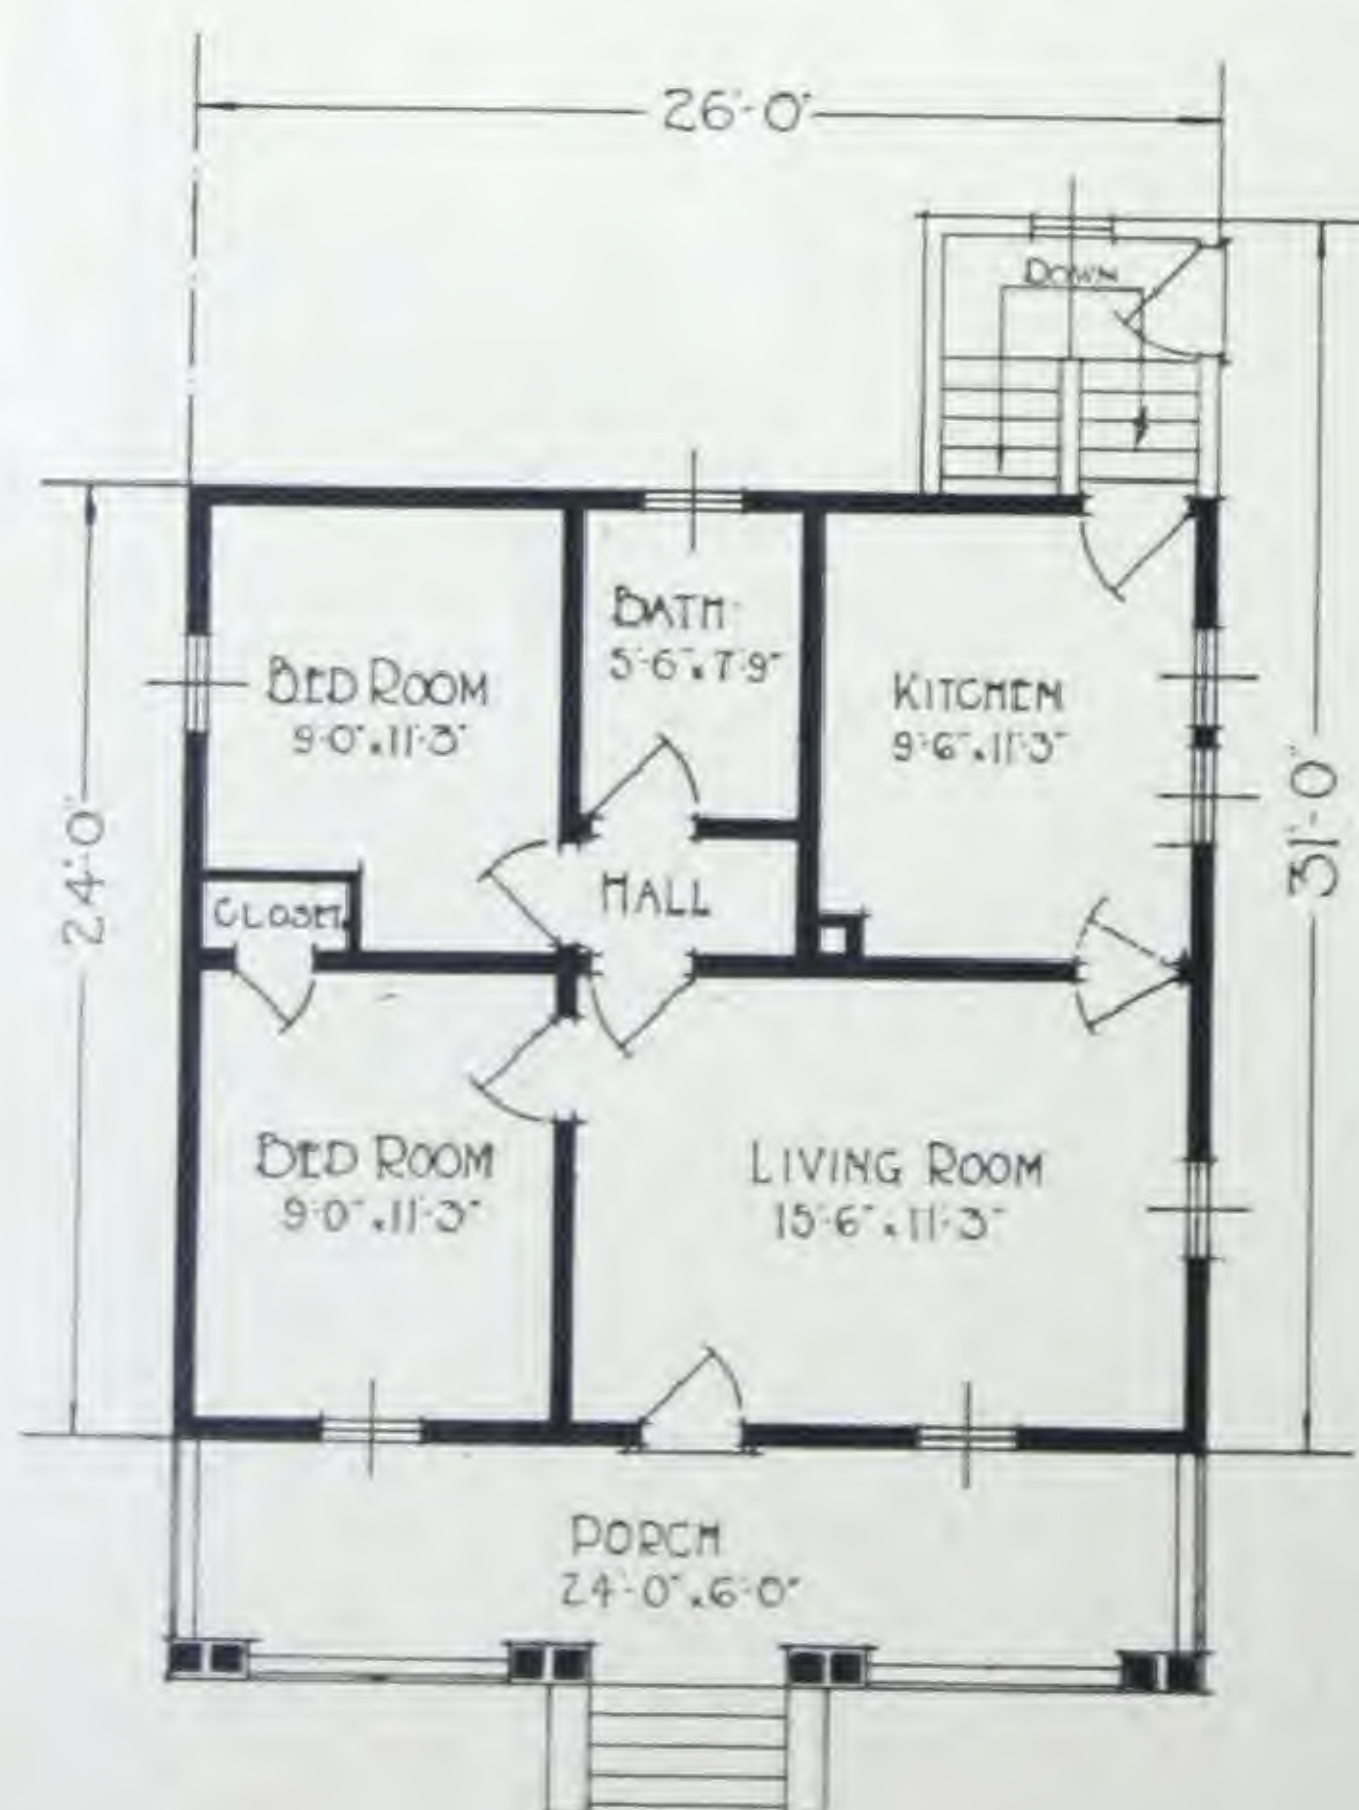 26'-0"
DOWN
BATH
5'-6" x 7'-9"
BED ROOM
9'-0" x 11'-3"
KITCHEN
9'-6" x 11'-3"
24'-0"
31'-0"
HALL
CLOSET
BED ROOM
9'-0" x 11'-3"
LIVING ROOM
15'-6" x 11'-3"
PORCH
24'-0" x 6'-0"